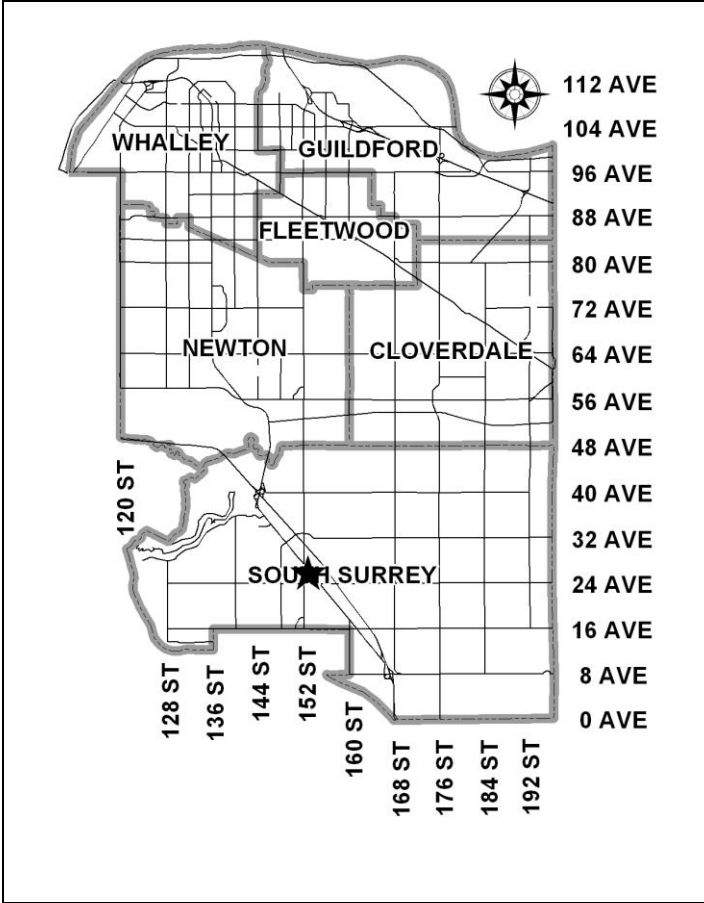 112 AVE
104 AVE
WHALLEY
GUILDFORD
96 AVE
88 AVE
FLEETWOOD
80 AVE
72 AVE
NEWTON
CLOVERDALE
64 AVE
56 AVE
48 AVE
120 ST
40 AVE
32 AVE
SOUTH SURREY
24 AVE
16 AVE
128 ST
136 ST
144 ST
152 ST
160 ST
8 AVE
0 AVE
168 ST
176 ST
184 ST
192 ST